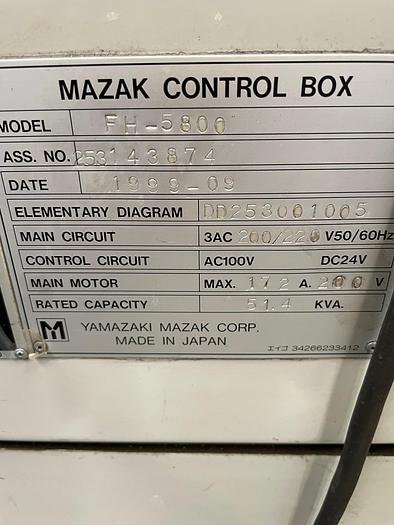 MAZAK CONTROL BOX
MODEL FH-5800
ASS. NO. 253143874
DATE 1999-09
ELEMENTARY DIAGRAM DD253001005
MAIN CIRCUIT 3AC 200/220 V50/60Hz
CONTROL CIRCUIT AC100V DC24V
MAIN MOTOR MAX. 172 A. 200 V
RATED CAPACITY 51.4 KVA.
YAMAZAKI MAZAK CORP.
MADE IN JAPAN
エイコ 34266233412